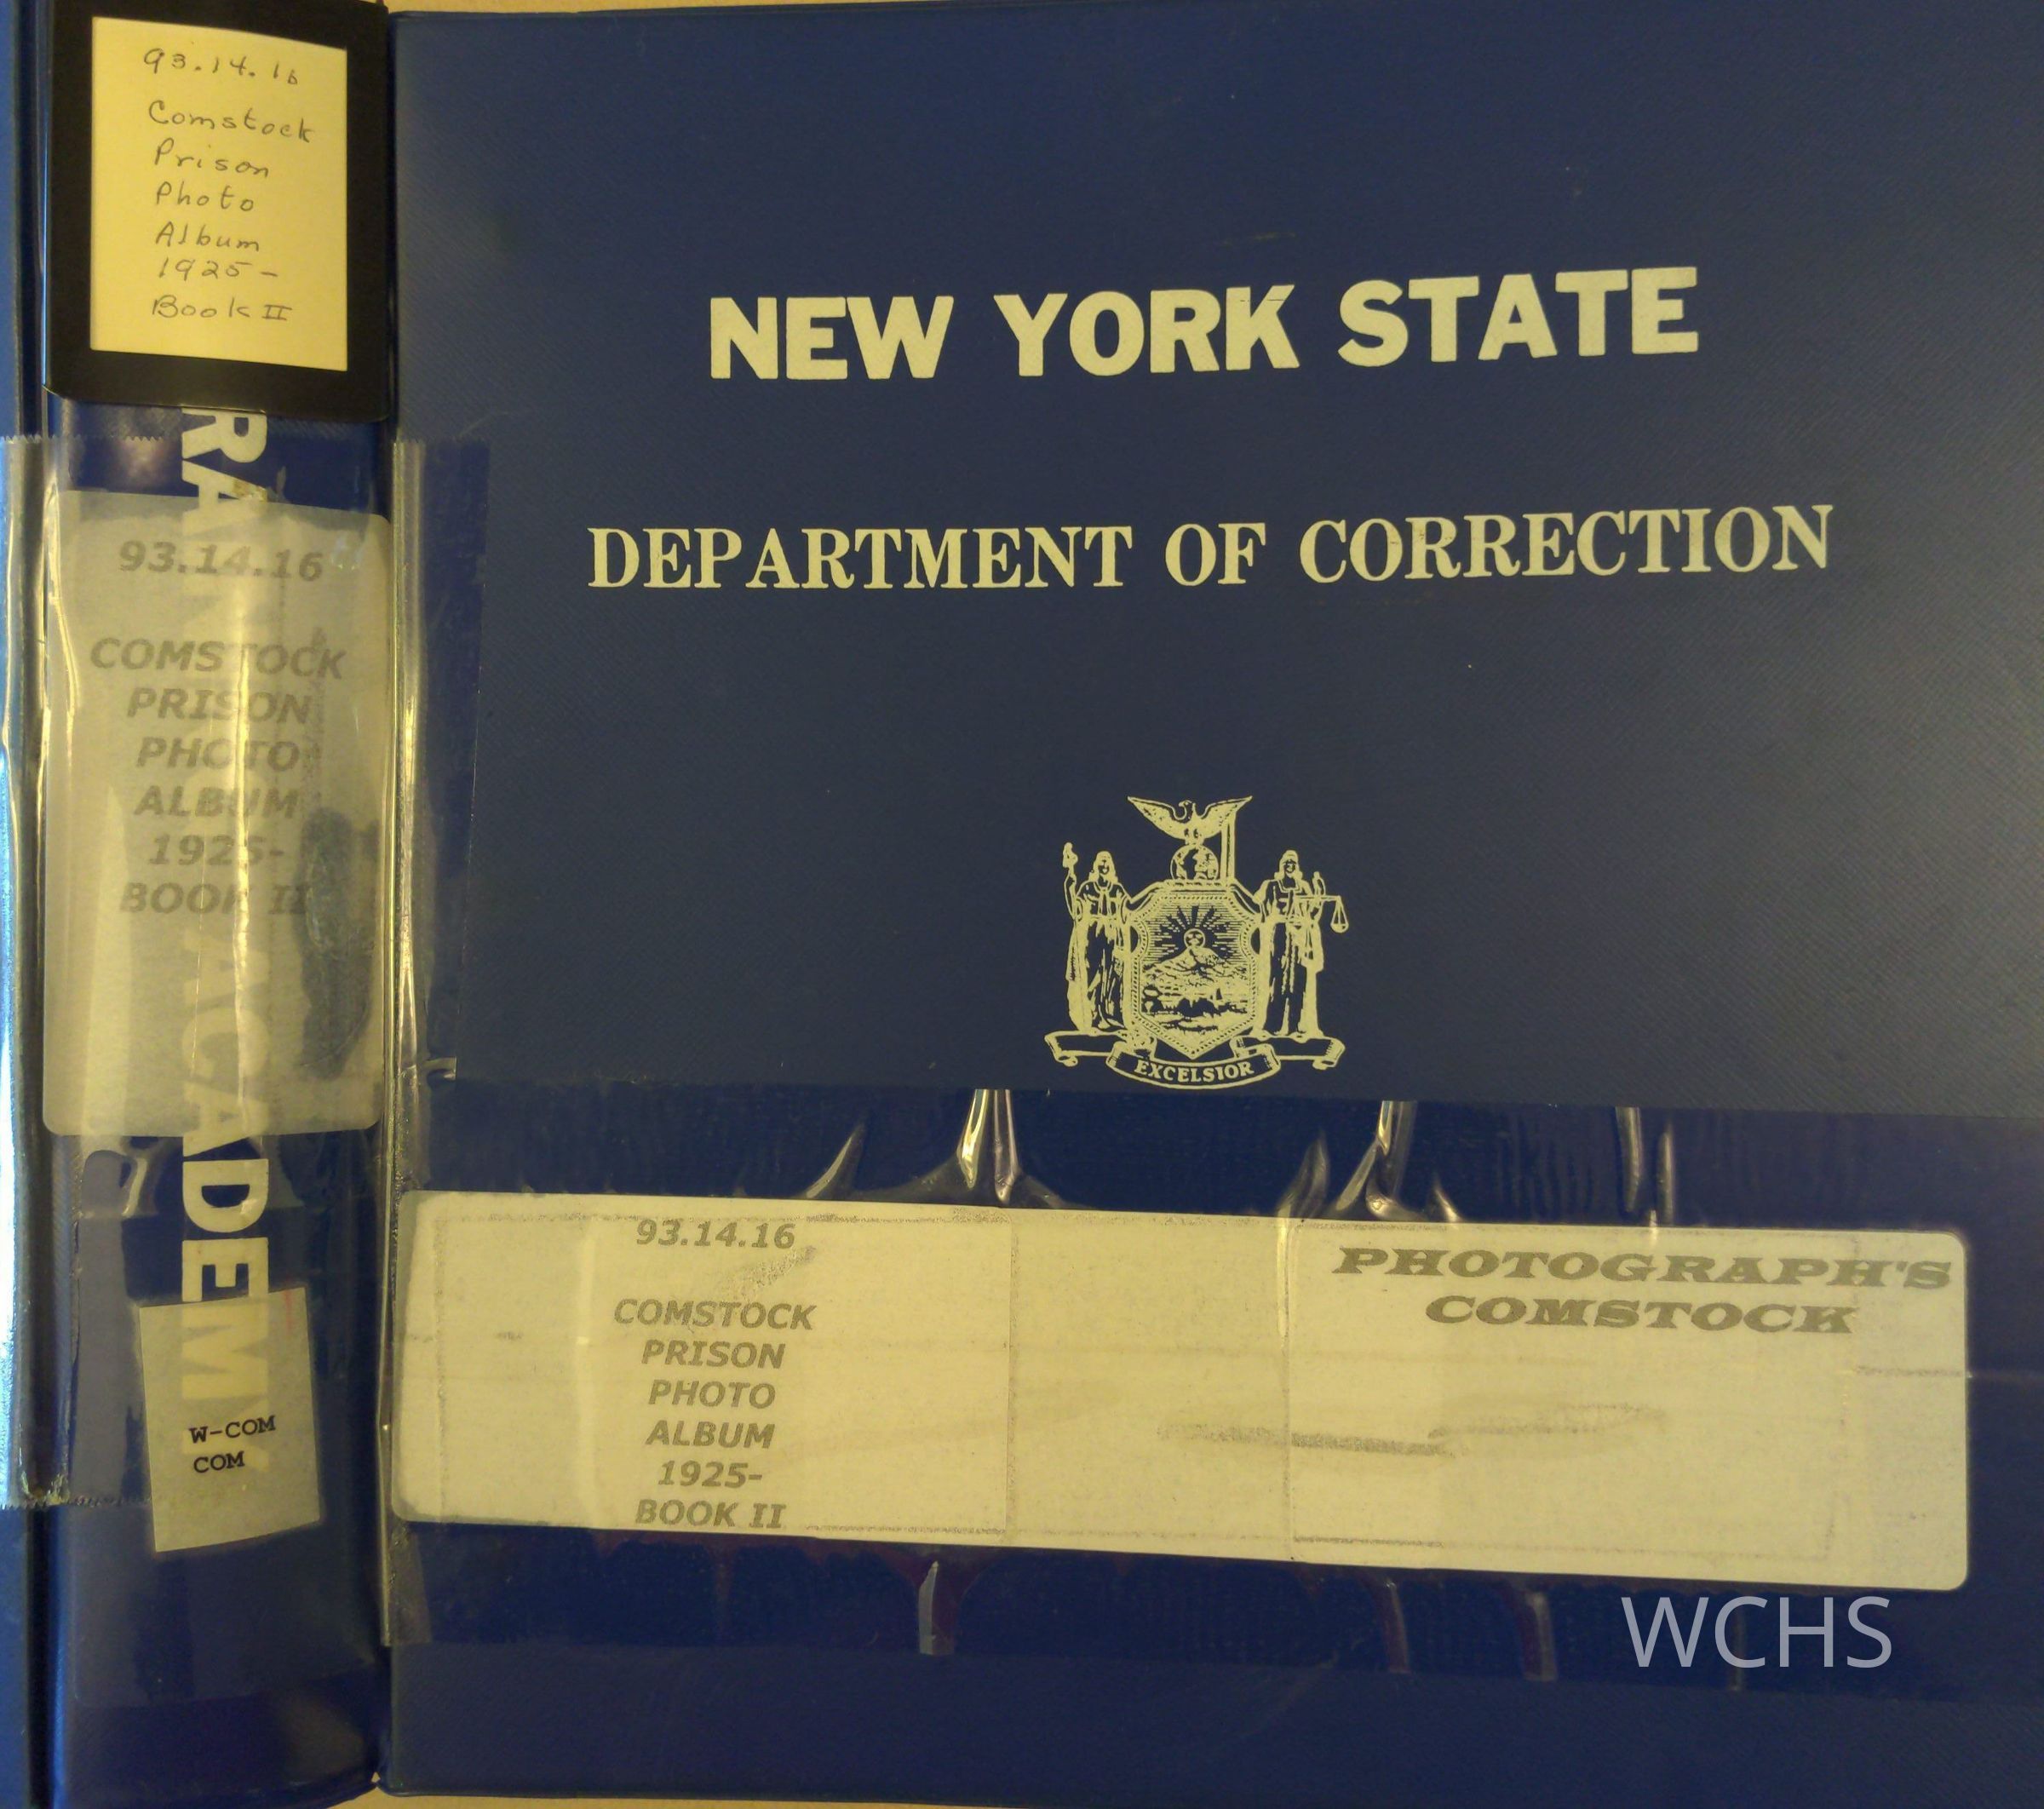 93.14.16
Comstock
Prison
Photo
Album
1925-
Book II
93.14.16
COMSTOCK
PRISON
PHOTO
ALBUM
1925-
BOOK II
W-COM
COM
NEW YORK STATE
DEPARTMENT OF CORRECTION
EXCELSIOR
93.14.16
COMSTOCK
PRISON
PHOTO
ALBUM
1925-
BOOK II
PHOTOGRAPH'S
COMSTOCK
WCHS